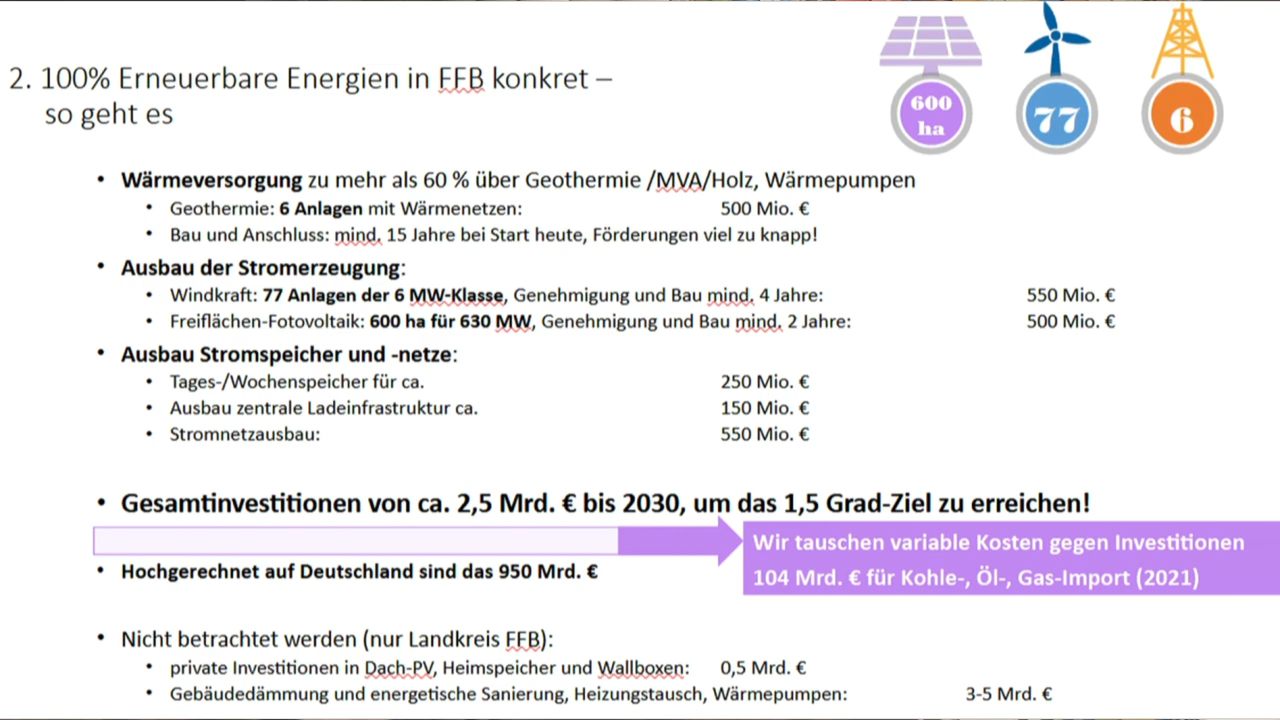 2. 100% Erneuerbare Energien in FFB konkret –
so geht es
600
ha
77
6
• Wärmeversorgung zu mehr als 60 % über Geothermie /MVA/Holz, Wärmepumpen
• Geothermie: 6 Anlagen mit Wärmenetzen: 500 Mio. €
• Bau und Anschluss: mind. 15 Jahre bei Start heute, Förderungen viel zu knapp!
• Ausbau der Stromerzeugung:
• Windkraft: 77 Anlagen der 6 MW-Klasse, Genehmigung und Bau mind. 4 Jahre: 550 Mio. €
• Freiflächen-Fotovoltaik: 600 ha für 630 MW, Genehmigung und Bau mind. 2 Jahre: 500 Mio. €
• Ausbau Stromspeicher und -netze:
• Tages-/Wochenspeicher für ca. 250 Mio. €
• Ausbau zentrale Ladeinfrastruktur ca. 150 Mio. €
• Stromnetzausbau: 550 Mio. €
• Gesamtinvestitionen von ca. 2,5 Mrd. € bis 2030, um das 1,5 Grad-Ziel zu erreichen!
Wir tauschen variable Kosten gegen Investitionen
104 Mrd. € für Kohle-, Öl-, Gas-Import (2021)
• Hochgerechnet auf Deutschland sind das 950 Mrd. €
• Nicht betrachtet werden (nur Landkreis FFB):
• private Investitionen in Dach-PV, Heimspeicher und Wallboxen: 0,5 Mrd. €
• Gebäudedämmung und energetische Sanierung, Heizungstausch, Wärmepumpen: 3-5 Mrd. €